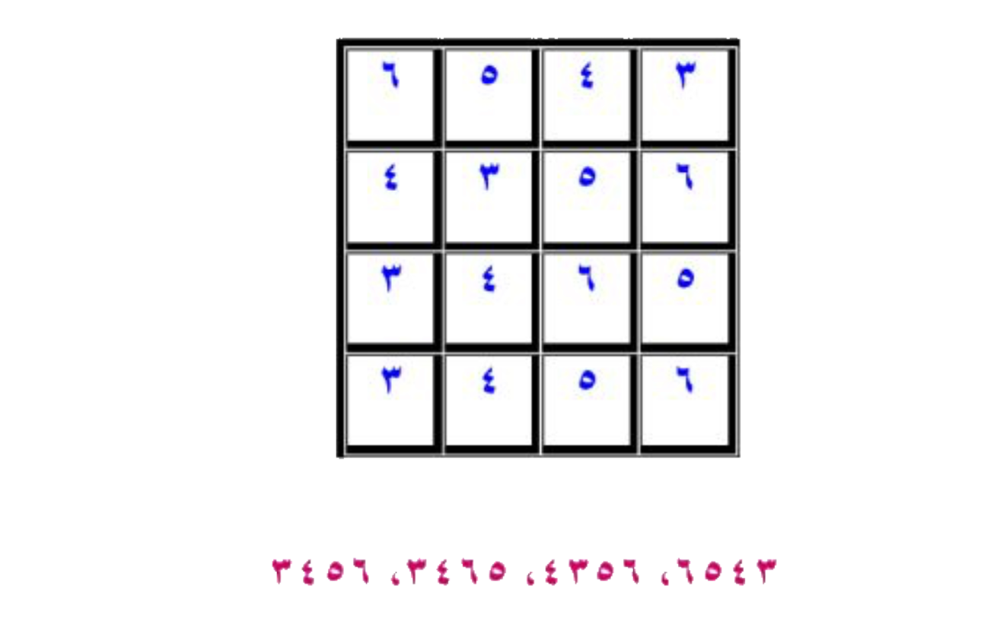 ٦ ٥ ٤ ٣
٤ ٣ ٥ ٦
٣ ٤ ٦ ٥
٣ ٤ ٥ ٦
٦٥٤٣، ٤٣٥٦، ٣٤٦٥، ٣٤٥٦